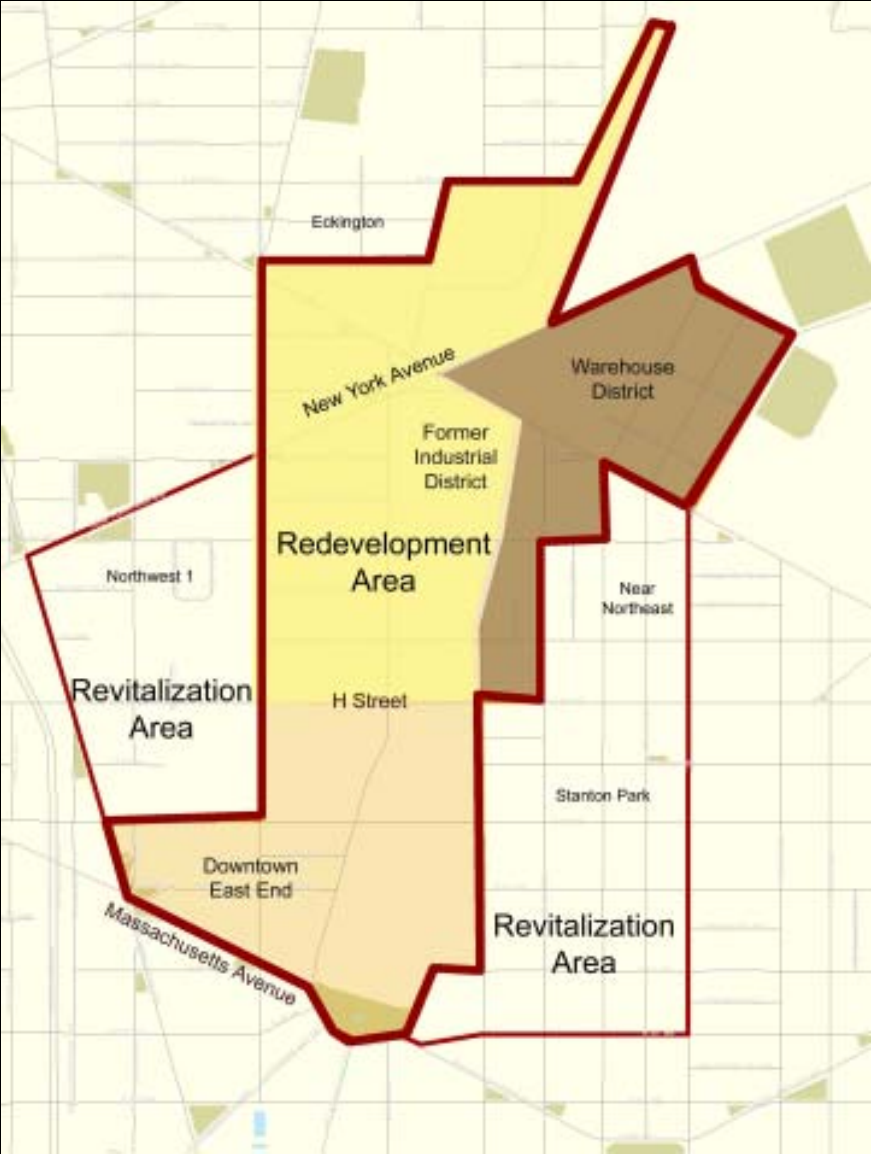 Eckington
New York Avenue
Warehouse
District
Former
Industrial
District
Redevelopment
Area
Northwest 1
Near
Northeast
Revitalization
Area
H Street
Stanton Park
Downtown
East End
Massachusetts Avenue
Revitalization
Area